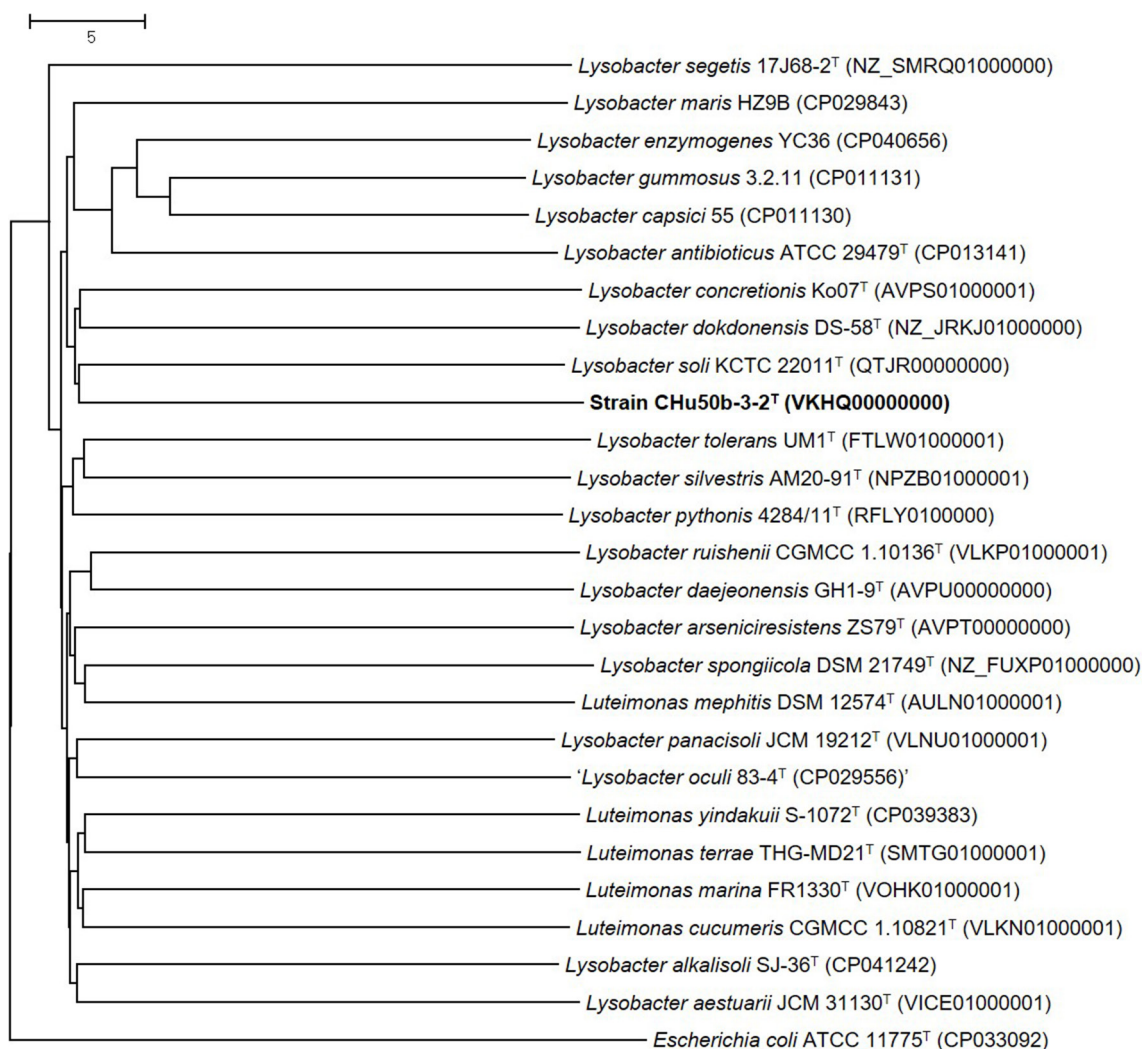 5
Lysobacter segetis 17J68-2ᵀ (NZ_SMRQ01000000)
Lysobacter maris HZ9B (CP029843)
Lysobacter enzymogenes YC36 (CP040656)
Lysobacter gummosus 3.2.11 (CP011131)
Lysobacter capsici 55 (CP011130)
Lysobacter antibioticus ATCC 29479ᵀ (CP013141)
Lysobacter concretionis Ko07ᵀ (AVPS01000001)
Lysobacter dokdonensis DS-58ᵀ (NZ_JRKJ01000000)
Lysobacter soli KCTC 22011ᵀ (QTJR00000000)
Strain CHu50b-3-2ᵀ (VKHQ00000000)
Lysobacter tolerans UM1ᵀ (FTLW01000001)
Lysobacter silvestris AM20-91ᵀ (NPZB01000001)
Lysobacter pythonis 4284/11ᵀ (RFLY0100000)
Lysobacter ruishenii CGMCC 1.10136ᵀ (VLKP01000001)
Lysobacter daejeonensis GH1-9ᵀ (AVPU00000000)
Lysobacter arseniciresistens ZS79ᵀ (AVPT00000000)
Lysobacter spongiicola DSM 21749ᵀ (NZ_FUXP01000000)
Luteimonas mephitis DSM 12574ᵀ (AULN01000001)
Lysobacter panacisoli JCM 19212ᵀ (VLNU01000001)
‘Lysobacter oculi 83-4ᵀ (CP029556)’
Luteimonas yindakuii S-1072ᵀ (CP039383)
Luteimonas terrae THG-MD21ᵀ (SMTG01000001)
Luteimonas marina FR1330ᵀ (VOHK01000001)
Luteimonas cucumeris CGMCC 1.10821ᵀ (VLKN01000001)
Lysobacter alkalisoli SJ-36ᵀ (CP041242)
Lysobacter aestuarii JCM 31130ᵀ (VICE01000001)
Escherichia coli ATCC 11775ᵀ (CP033092)